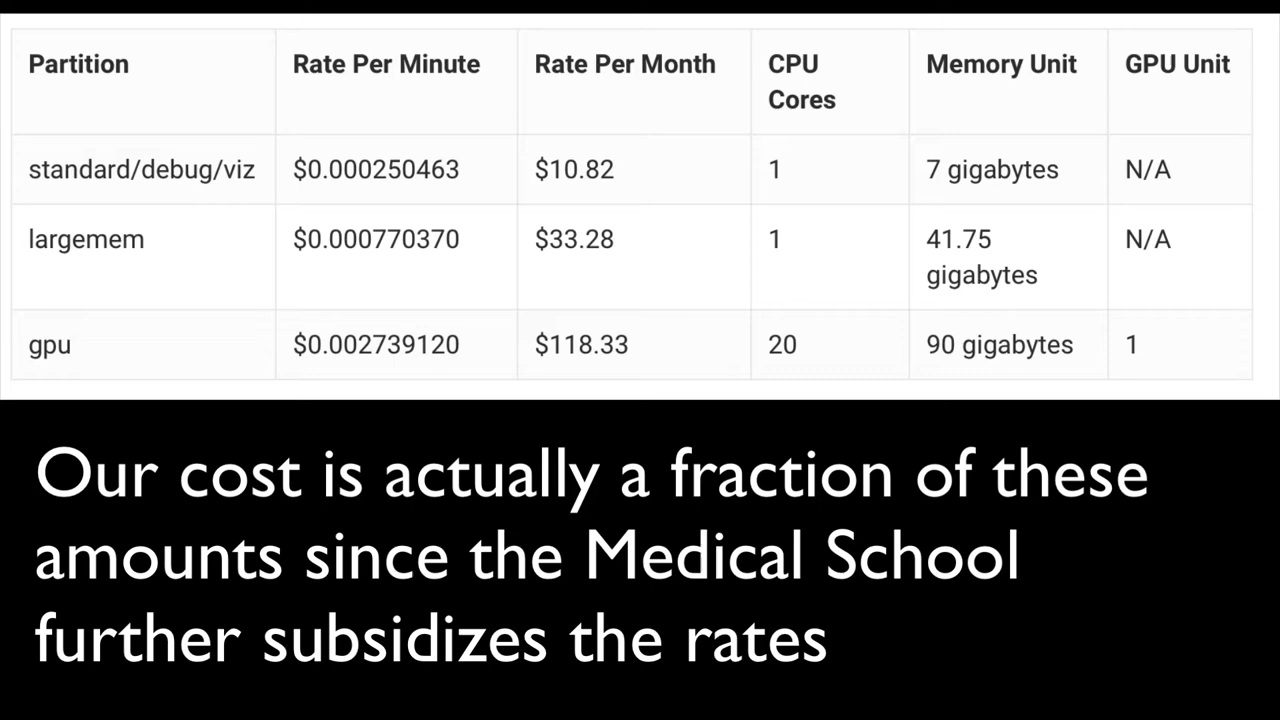 Partition Rate Per Minute Rate Per Month CPU Cores Memory Unit GPU Unit
standard/debug/viz $0.000250463 $10.82 1 7 gigabytes N/A
largemem $0.000770370 $33.28 1 41.75 gigabytes N/A
gpu $0.002739120 $118.33 20 90 gigabytes 1
Our cost is actually a fraction of these
amounts since the Medical School
further subsidizes the rates